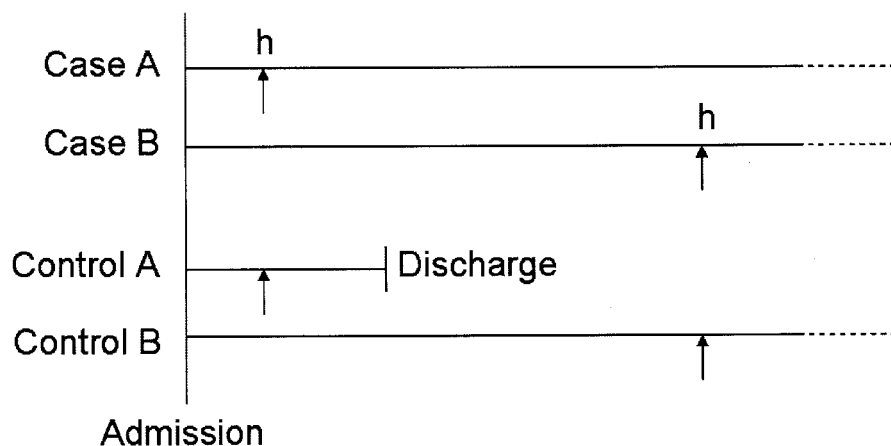 h
Case A
h
Case B
Control A Discharge
Control B
Admission